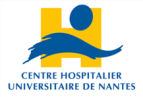 CENTRE HOSPITALIER
UNIVERSITAIRE DE NANTES